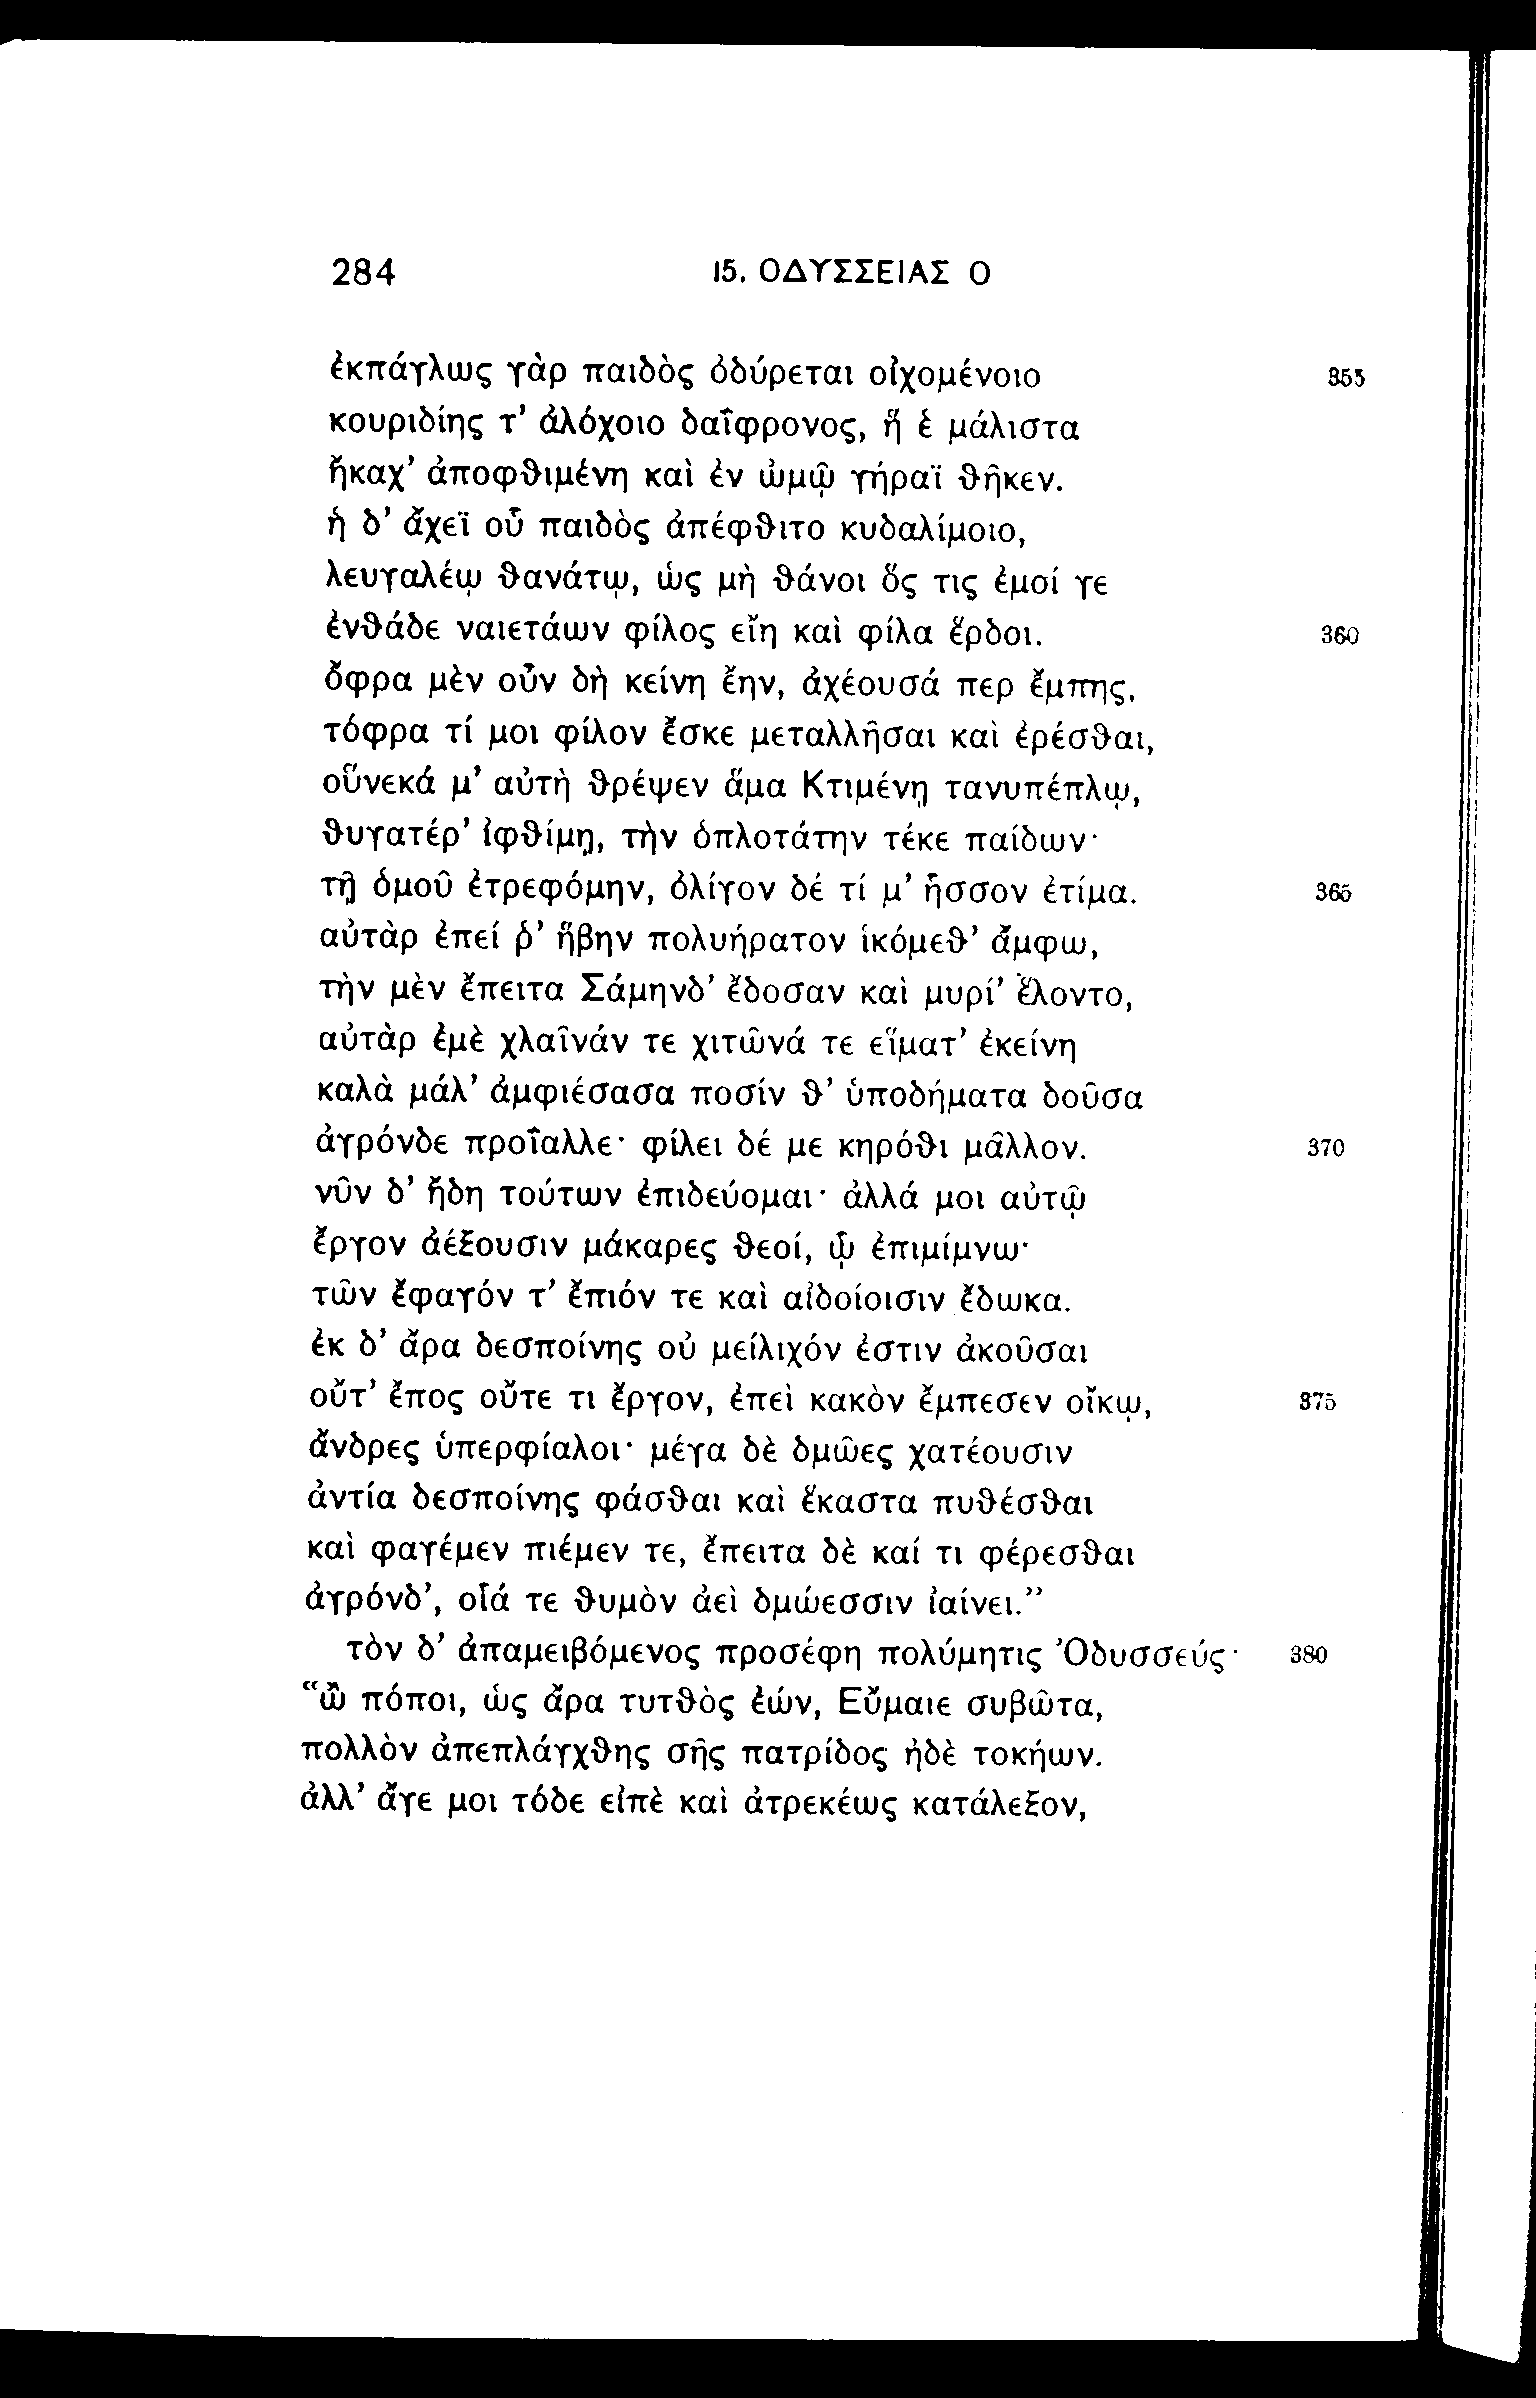 284 15. ΟΔΥΣΣΕΙΑΣ Ο
ἐκπάγλως γὰρ παιδὸς ὀδύρεται οἰχομένοιο 355
κουριδίης τ’ ἀλόχοιο δαΐφρονος, ἥ ἑ μάλιστα
ἤκαχ’ ἀποφϑιμένη καὶ ἐν ὠμῷ γήραϊ ϑῆκεν.
ἡ δ’ ἄχεϊ οὗ παιδὸς ἀπέφϑιτο κυδαλίμοιο,
λευγαλέῳ ϑανάτῳ, ὡς μὴ ϑάνοι ὅς τις ἐμοί γε
ἐνϑάδε ναιετάων φίλος εἴη καὶ φίλα ἔρδοι. 360
ὄφρα μὲν οὖν δὴ κείνη ἔην, ἀχέουσά περ ἔμπης,
τόφρα τί μοι φίλον ἔσκε μεταλλῆσαι καὶ ἐρέσϑαι,
οὕνεκά μ’ αὐτὴ ϑρέψεν ἅμα Κτιμένῃ τανυπέπλῳ,
ϑυγατέρ’ ἰφϑίμῃ, τὴν ὁπλοτάτην τέκε παίδων·
τῇ ὁμοῦ ἐτρεφόμην, ὀλίγον δέ τί μ’ ἧσσον ἐτίμα. 365
αὐτὰρ ἐπεί ῥ’ ἥβην πολυήρατον ἱκόμεϑ’ ἄμφω,
τὴν μὲν ἔπειτα Σάμηνδ’ ἔδοσαν καὶ μυρί’ ἕλοντο,
αὐτὰρ ἐμὲ χλαῖνάν τε χιτῶνά τε εἵματ’ ἐκείνη
καλὰ μάλ’ ἀμφιέσασα ποσίν ϑ’ ὑποδήματα δοῦσα
ἀγρόνδε προΐαλλε· φίλει δέ με κηρόϑι μᾶλλον. 370
νῦν δ’ ἤδη τούτων ἐπιδεύομαι· ἀλλά μοι αὐτῷ
ἔργον ἀέξουσιν μάκαρες ϑεοί, ᾧ ἐπιμίμνω·
τῶν ἔφαγόν τ’ ἔπιόν τε καὶ αἰδοίοισιν ἔδωκα.
ἐκ δ’ ἄρα δεσποίνης οὐ μείλιχόν ἐστιν ἀκοῦσαι
οὔτ’ ἔπος οὔτε τι ἔργον, ἐπεὶ κακὸν ἔμπεσεν οἴκῳ, 375
ἄνδρες ὑπερφίαλοι· μέγα δὲ δμῶες χατέουσιν
ἀντία δεσποίνης φάσϑαι καὶ ἕκαστα πυϑέσϑαι
καὶ φαγέμεν πιέμεν τε, ἔπειτα δὲ καί τι φέρεσϑαι
ἀγρόνδ’, οἷά τε ϑυμὸν ἀεὶ δμώεσσιν ἰαίνει.”
τὸν δ’ ἀπαμειβόμενος προσέφη πολύμητις Ὀδυσσεύς· 380
“ὢ πόποι, ὡς ἄρα τυτϑὸς ἐών, Εὔμαιε συβῶτα,
πολλὸν ἀπεπλάγχϑης σῆς πατρίδος ἠδὲ τοκήων.
ἀλλ’ ἄγε μοι τόδε εἰπὲ καὶ ἀτρεκέως κατάλεξον,